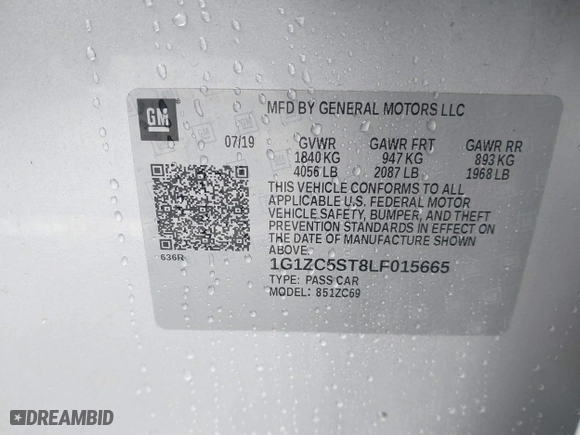 GM
®
MFD BY GENERAL MOTORS LLC
07/19 GVWR GAWR FRT GAWR RR
1840 KG 947 KG 893 KG
4056 LB 2087 LB 1968 LB
THIS VEHICLE CONFORMS TO ALL
APPLICABLE U.S. FEDERAL MOTOR
VEHICLE SAFETY, BUMPER, AND THEFT
PREVENTION STANDARDS IN EFFECT ON
THE DATE OF MANUFACTURE SHOWN
ABOVE.
636R
1G1ZC5ST8LF015665
TYPE: PASS CAR
MODEL: 851ZC69
DREAMBID